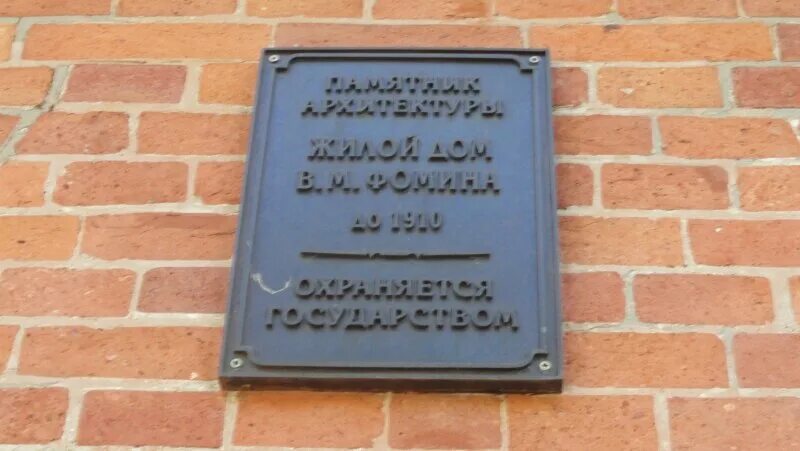 ПАМЯТНИК
АРХИТЕКТУРЫ
ЖИЛОЙ ДОМ
В. М. ФОМИНА
ДО 1910
ОХРАНЯЕТСЯ
ГОСУДАРСТВОМ